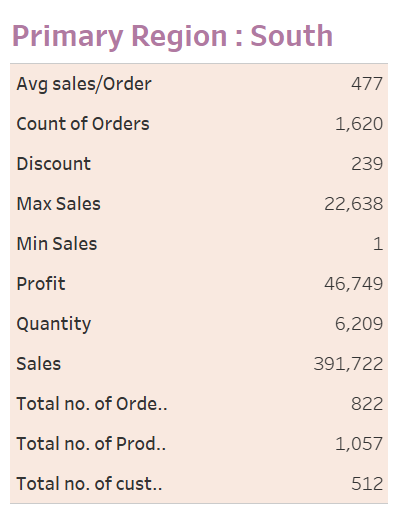 Primary Region : South
Avg sales/Order 477
Count of Orders 1,620
Discount 239
Max Sales 22,638
Min Sales 1
Profit 46,749
Quantity 6,209
Sales 391,722
Total no. of Orde.. 822
Total no. of Prod.. 1,057
Total no. of cust.. 512